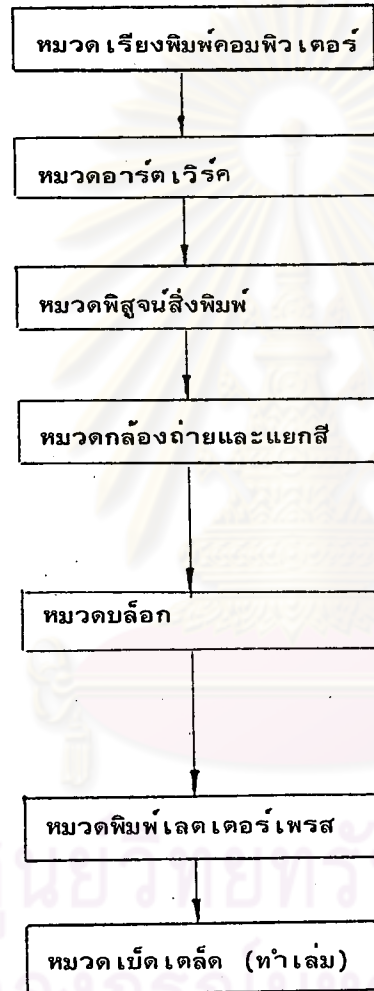 หมวดเรียงพิมพ์คอมพิวเตอร์
หมวดอาร์ตเวิร์ค
หมวดพิสูจน์สิ่งพิมพ์
หมวดกล้องถ่ายและแยกสี
หมวดบล็อก
หมวดพิมพ์เลตเตอร์เพรส
หมวดเบ็ดเตล็ด (ทำเล่ม)